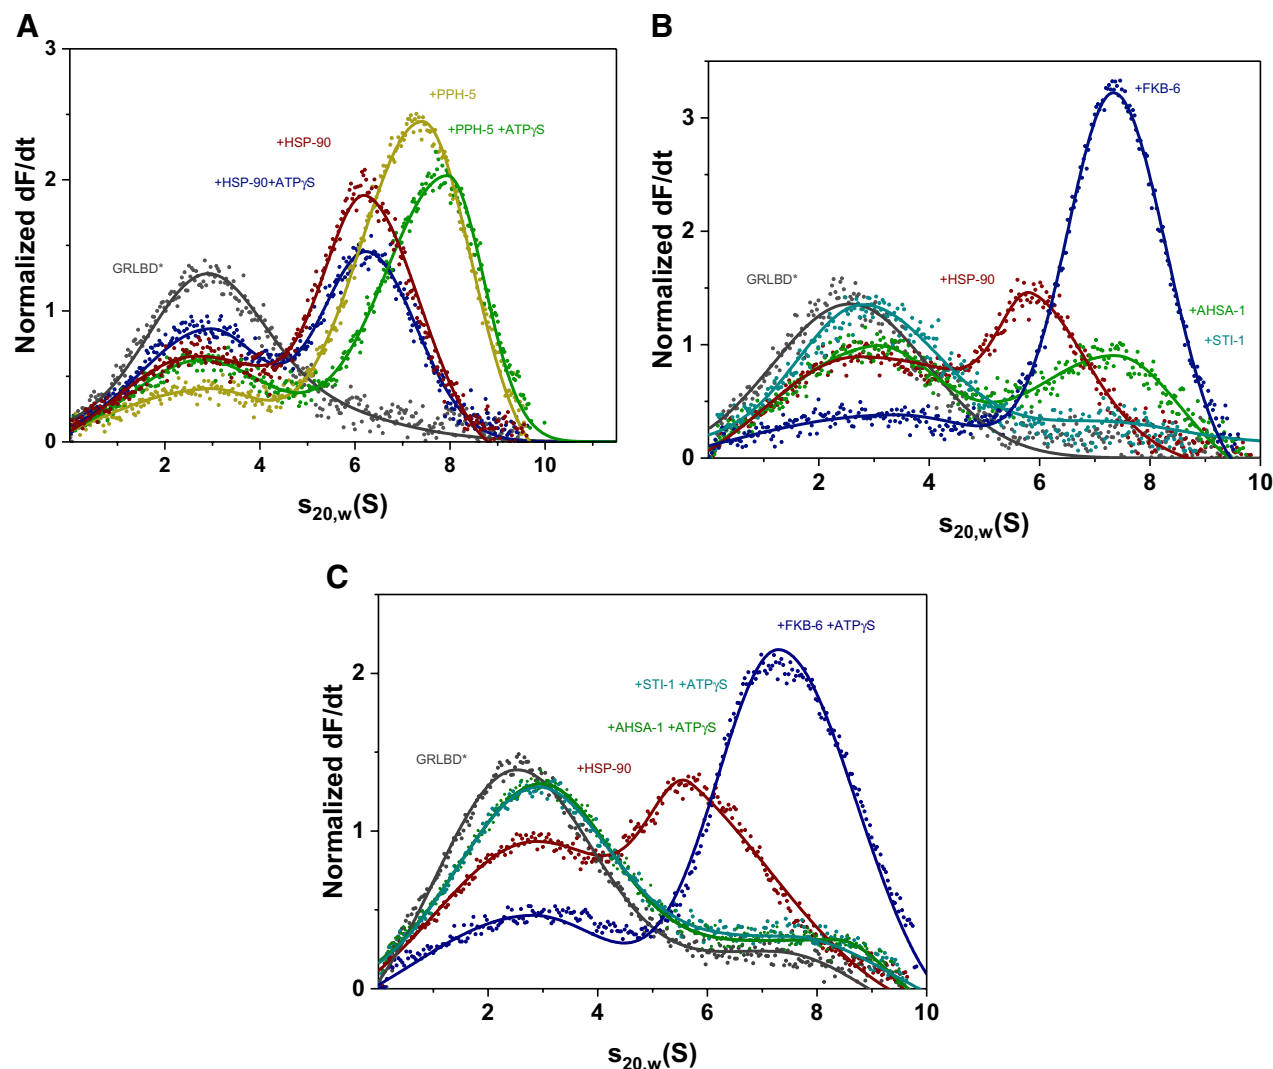 A
3
2
1
0
Normalized dF/dt
+PPH-5
+PPH-5 +ATPγS
+HSP-90
+HSP-90+ATPγS
GRLBD*
2 4 6 8 10
s20,w(S)
B
3
2
1
0
Normalized dF/dt
+FKB-6
GRLBD*
+HSP-90
+AHSA-1
+STI-1
2 4 6 8 10
s20,w(S)
C
2
1
0
Normalized dF/dt
+FKB-6 +ATPγS
+STI-1 +ATPγS
+AHSA-1 +ATPγS
GRLBD*
+HSP-90
2 4 6 8 10
s20,w(S)